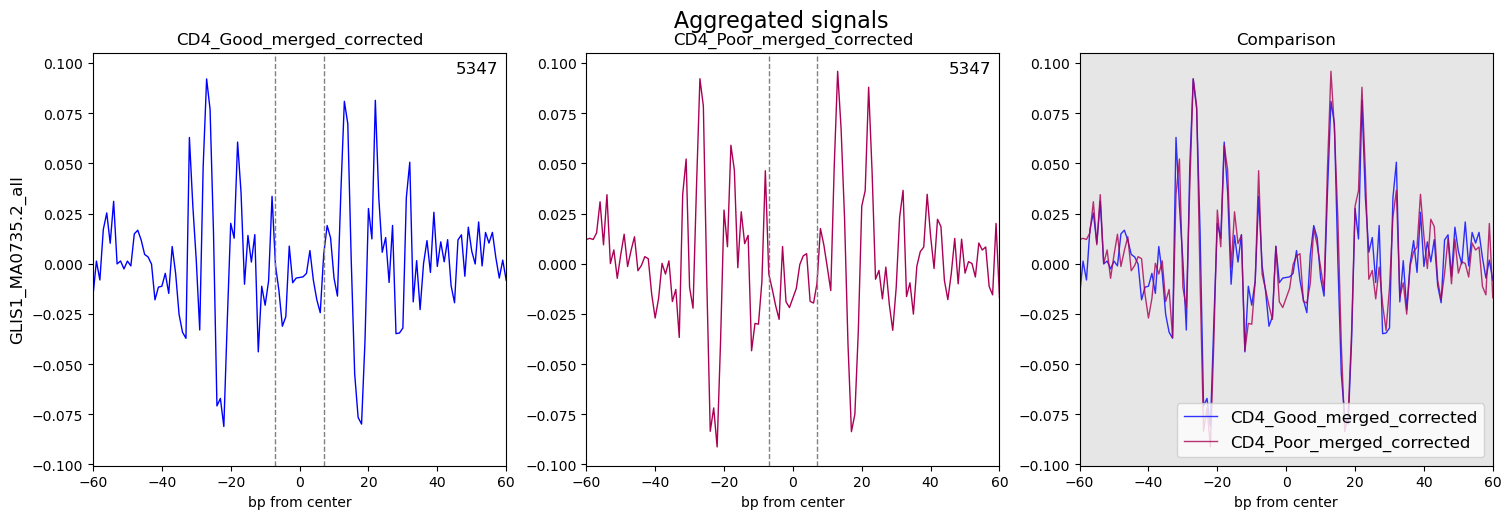 Aggregated signals
CD4_Good_merged_corrected
CD4_Poor_merged_corrected
Comparison
GLIS1_MA0735.2_all
0.100
0.075
0.050
0.025
0.000
−0.025
−0.050
−0.075
−0.100
5347
−60 −40 −20 0 20 40 60
bp from center
0.100
0.075
0.050
0.025
0.000
−0.025
−0.050
−0.075
−0.100
5347
−60 −40 −20 0 20 40 60
bp from center
0.100
0.075
0.050
0.025
0.000
−0.025
−0.050
−0.075
−0.100
CD4_Good_merged_corrected
CD4_Poor_merged_corrected
−60 −40 −20 0 20 40 60
bp from center